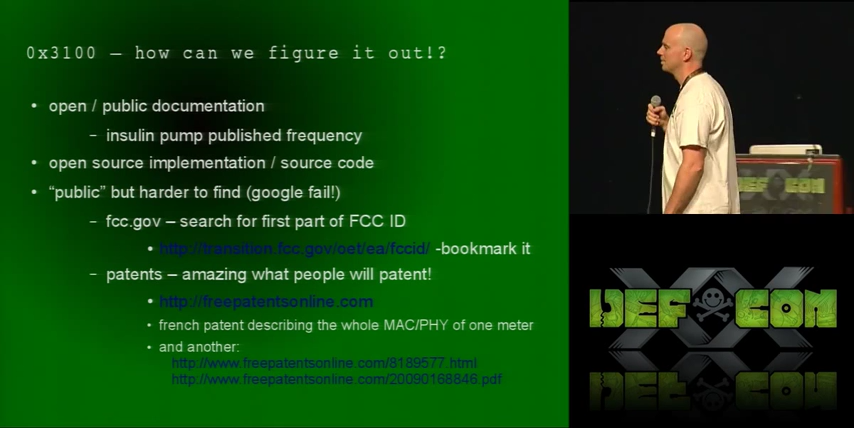 0x3100 – how can we figure it out!?
• open / public documentation
– insulin pump published frequency
• open source implementation / source code
• “public” but harder to find (google fail!)
– fcc.gov – search for first part of FCC ID
• http://transition.fcc.gov/oet/ea/fccid/ -bookmark it
– patents – amazing what people will patent!
• http://freepatentsonline.com
• french patent describing the whole MAC/PHY of one meter
• and another:
http://www.freepatentsonline.com/8189577.html
http://www.freepatentsonline.com/20090168846.pdf
DEF CON
XX
DEF CON